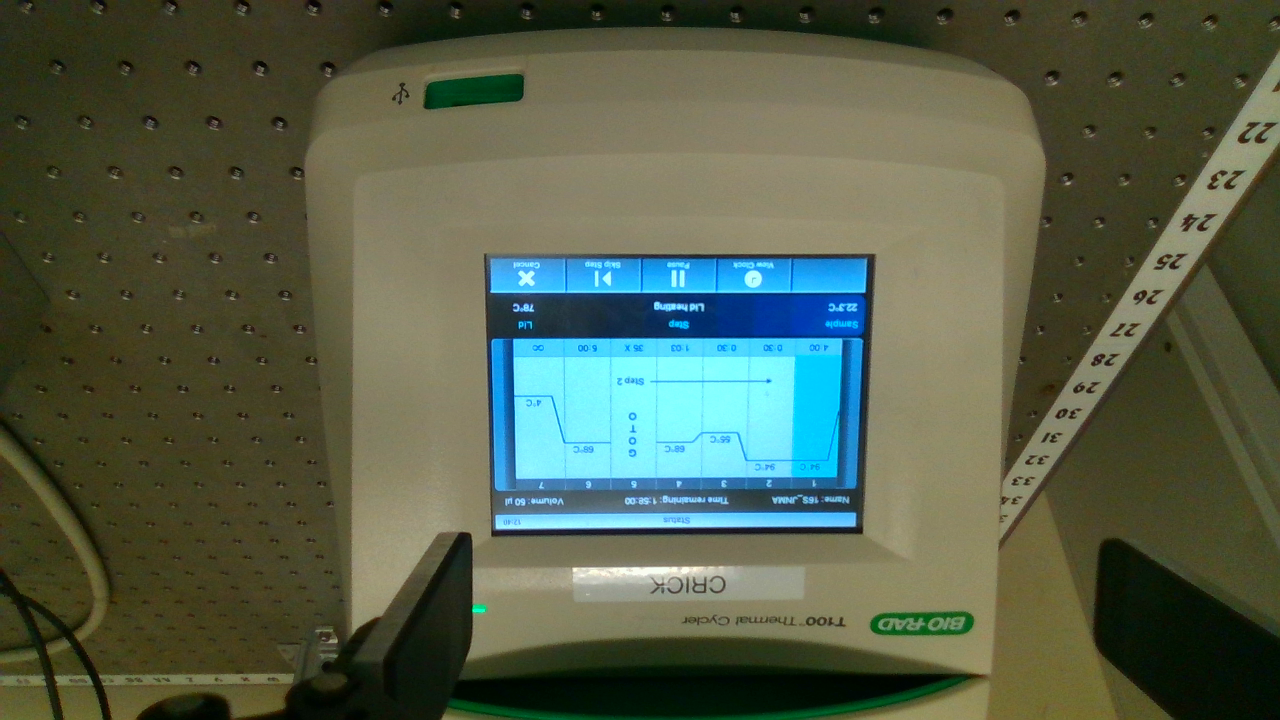 BIO-RAD T100™ Thermal Cycler
CRICK
Status 17:40
Name: 16S_JNMA Time remaining: 1:58:00 Volume: 50 µl
1 2 3 4 5 6 7
94°C 94°C 55°C 68°C GOTO 68°C 4°C
Step 2
4:00 0:30 0:30 1:03 35 X 5:00 ∞
Sample Step Lid
22.3°C Lid heating 78°C
View Clock Pause Skip Step Cancel
22
23
24
25
26
27
28
29
30
31
32
33
34